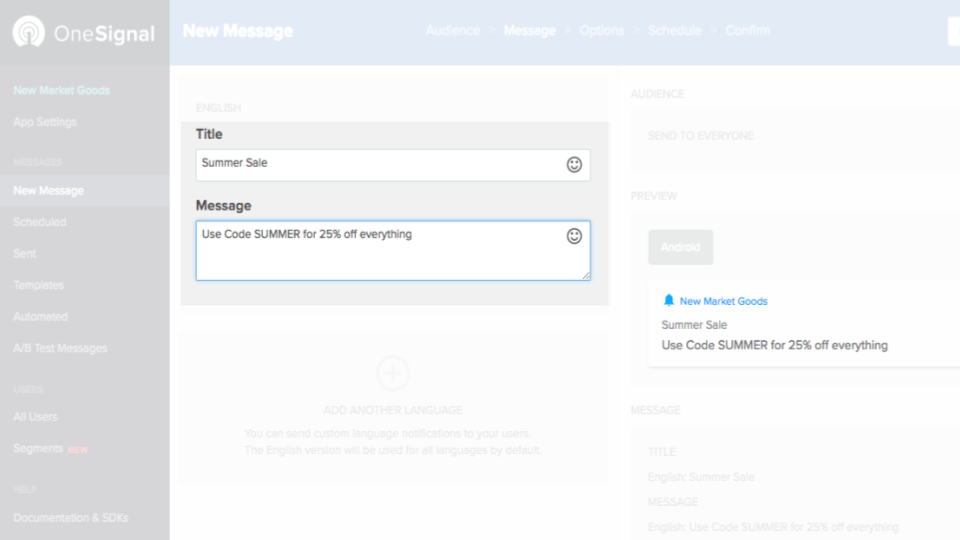 OneSignal
New Message
Audience > Message > Options > Schedule > Confirm
New Market Goods
App Settings
MESSAGES
New Message
Scheduled
Sent
Templates
Automated
A/B Test Messages
USERS
All Users
Segments NEW
HELP
Documentation & SDKs
ENGLISH
Title
Summer Sale
Message
Use Code SUMMER for 25% off everything
ADD ANOTHER LANGUAGE
You can send custom language notifications to your users.
The English version will be used for all languages by default.
AUDIENCE
SEND TO EVERYONE
PREVIEW
Android
New Market Goods
Summer Sale
Use Code SUMMER for 25% off everything
MESSAGE
TITLE
English: Summer Sale
MESSAGE
English: Use Code SUMMER for 25% off everything